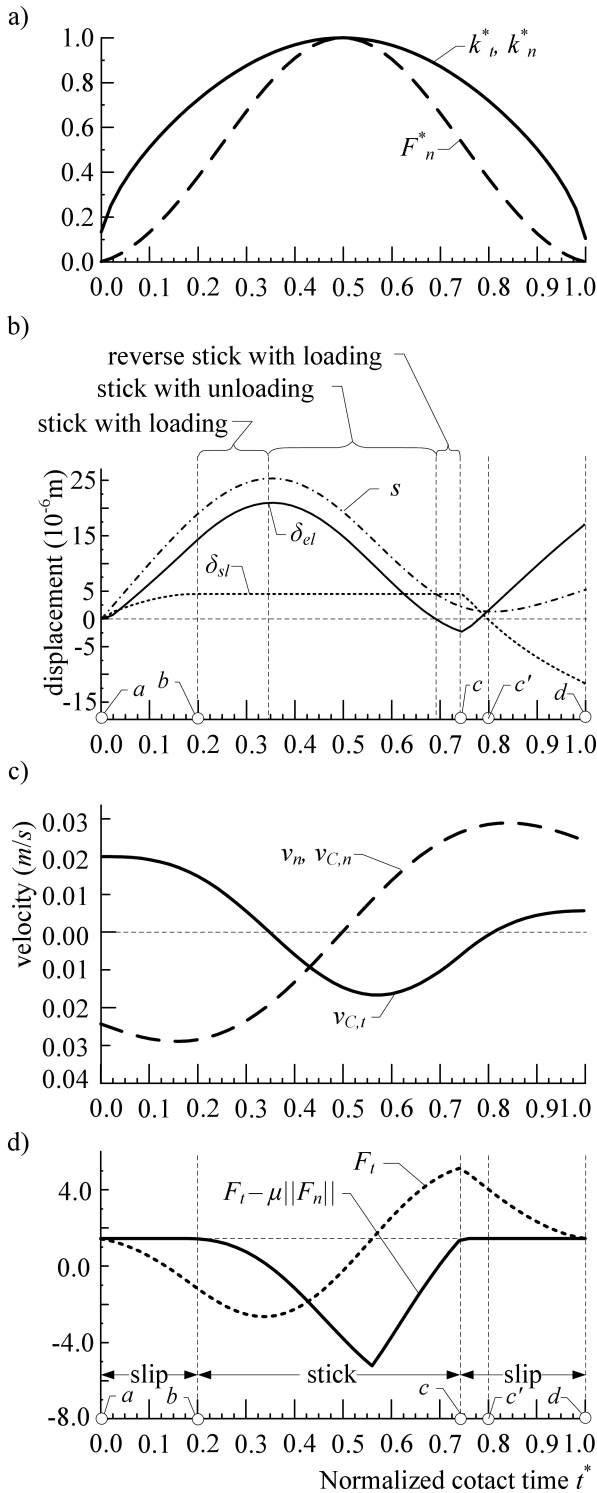 a)
1.0
k*t, k*n
0.8
0.6
F*n
0.4
0.2
0.0
0.0 0.1 0.2 0.3 0.4 0.5 0.6 0.7 0.8 0.9 1.0
b)
reverse stick with loading
stick with unloading
stick with loading
displacement (10-6m)
25
s
15
δel
δsl
5
0
-5
-15
a b c c' d
0.0 0.1 0.2 0.3 0.4 0.5 0.6 0.7 0.8 0.9 1.0
c)
velocity (m/s)
0.03
0.02
vn, vC,n
0.00
0.01
0.02
vC,t
0.03
0.04
0.0 0.1 0.2 0.3 0.4 0.5 0.6 0.7 0.8 0.9 1.0
d)
Ft
4.0
Ft – μ||Fn||
0.0
-4.0
slip stick slip
a b c c' d
-8.0
0.0 0.1 0.2 0.3 0.4 0.5 0.6 0.7 0.8 0.9 1.0
Normalized cotact time t*